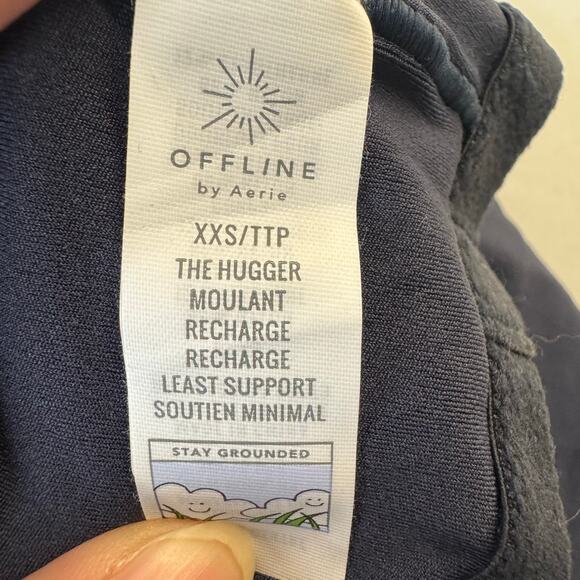 OFFLINE
by Aerie
XXS/TTP
THE HUGGER
MOULANT
RECHARGE
RECHARGE
LEAST SUPPORT
SOUTIEN MINIMAL
STAY GROUNDED